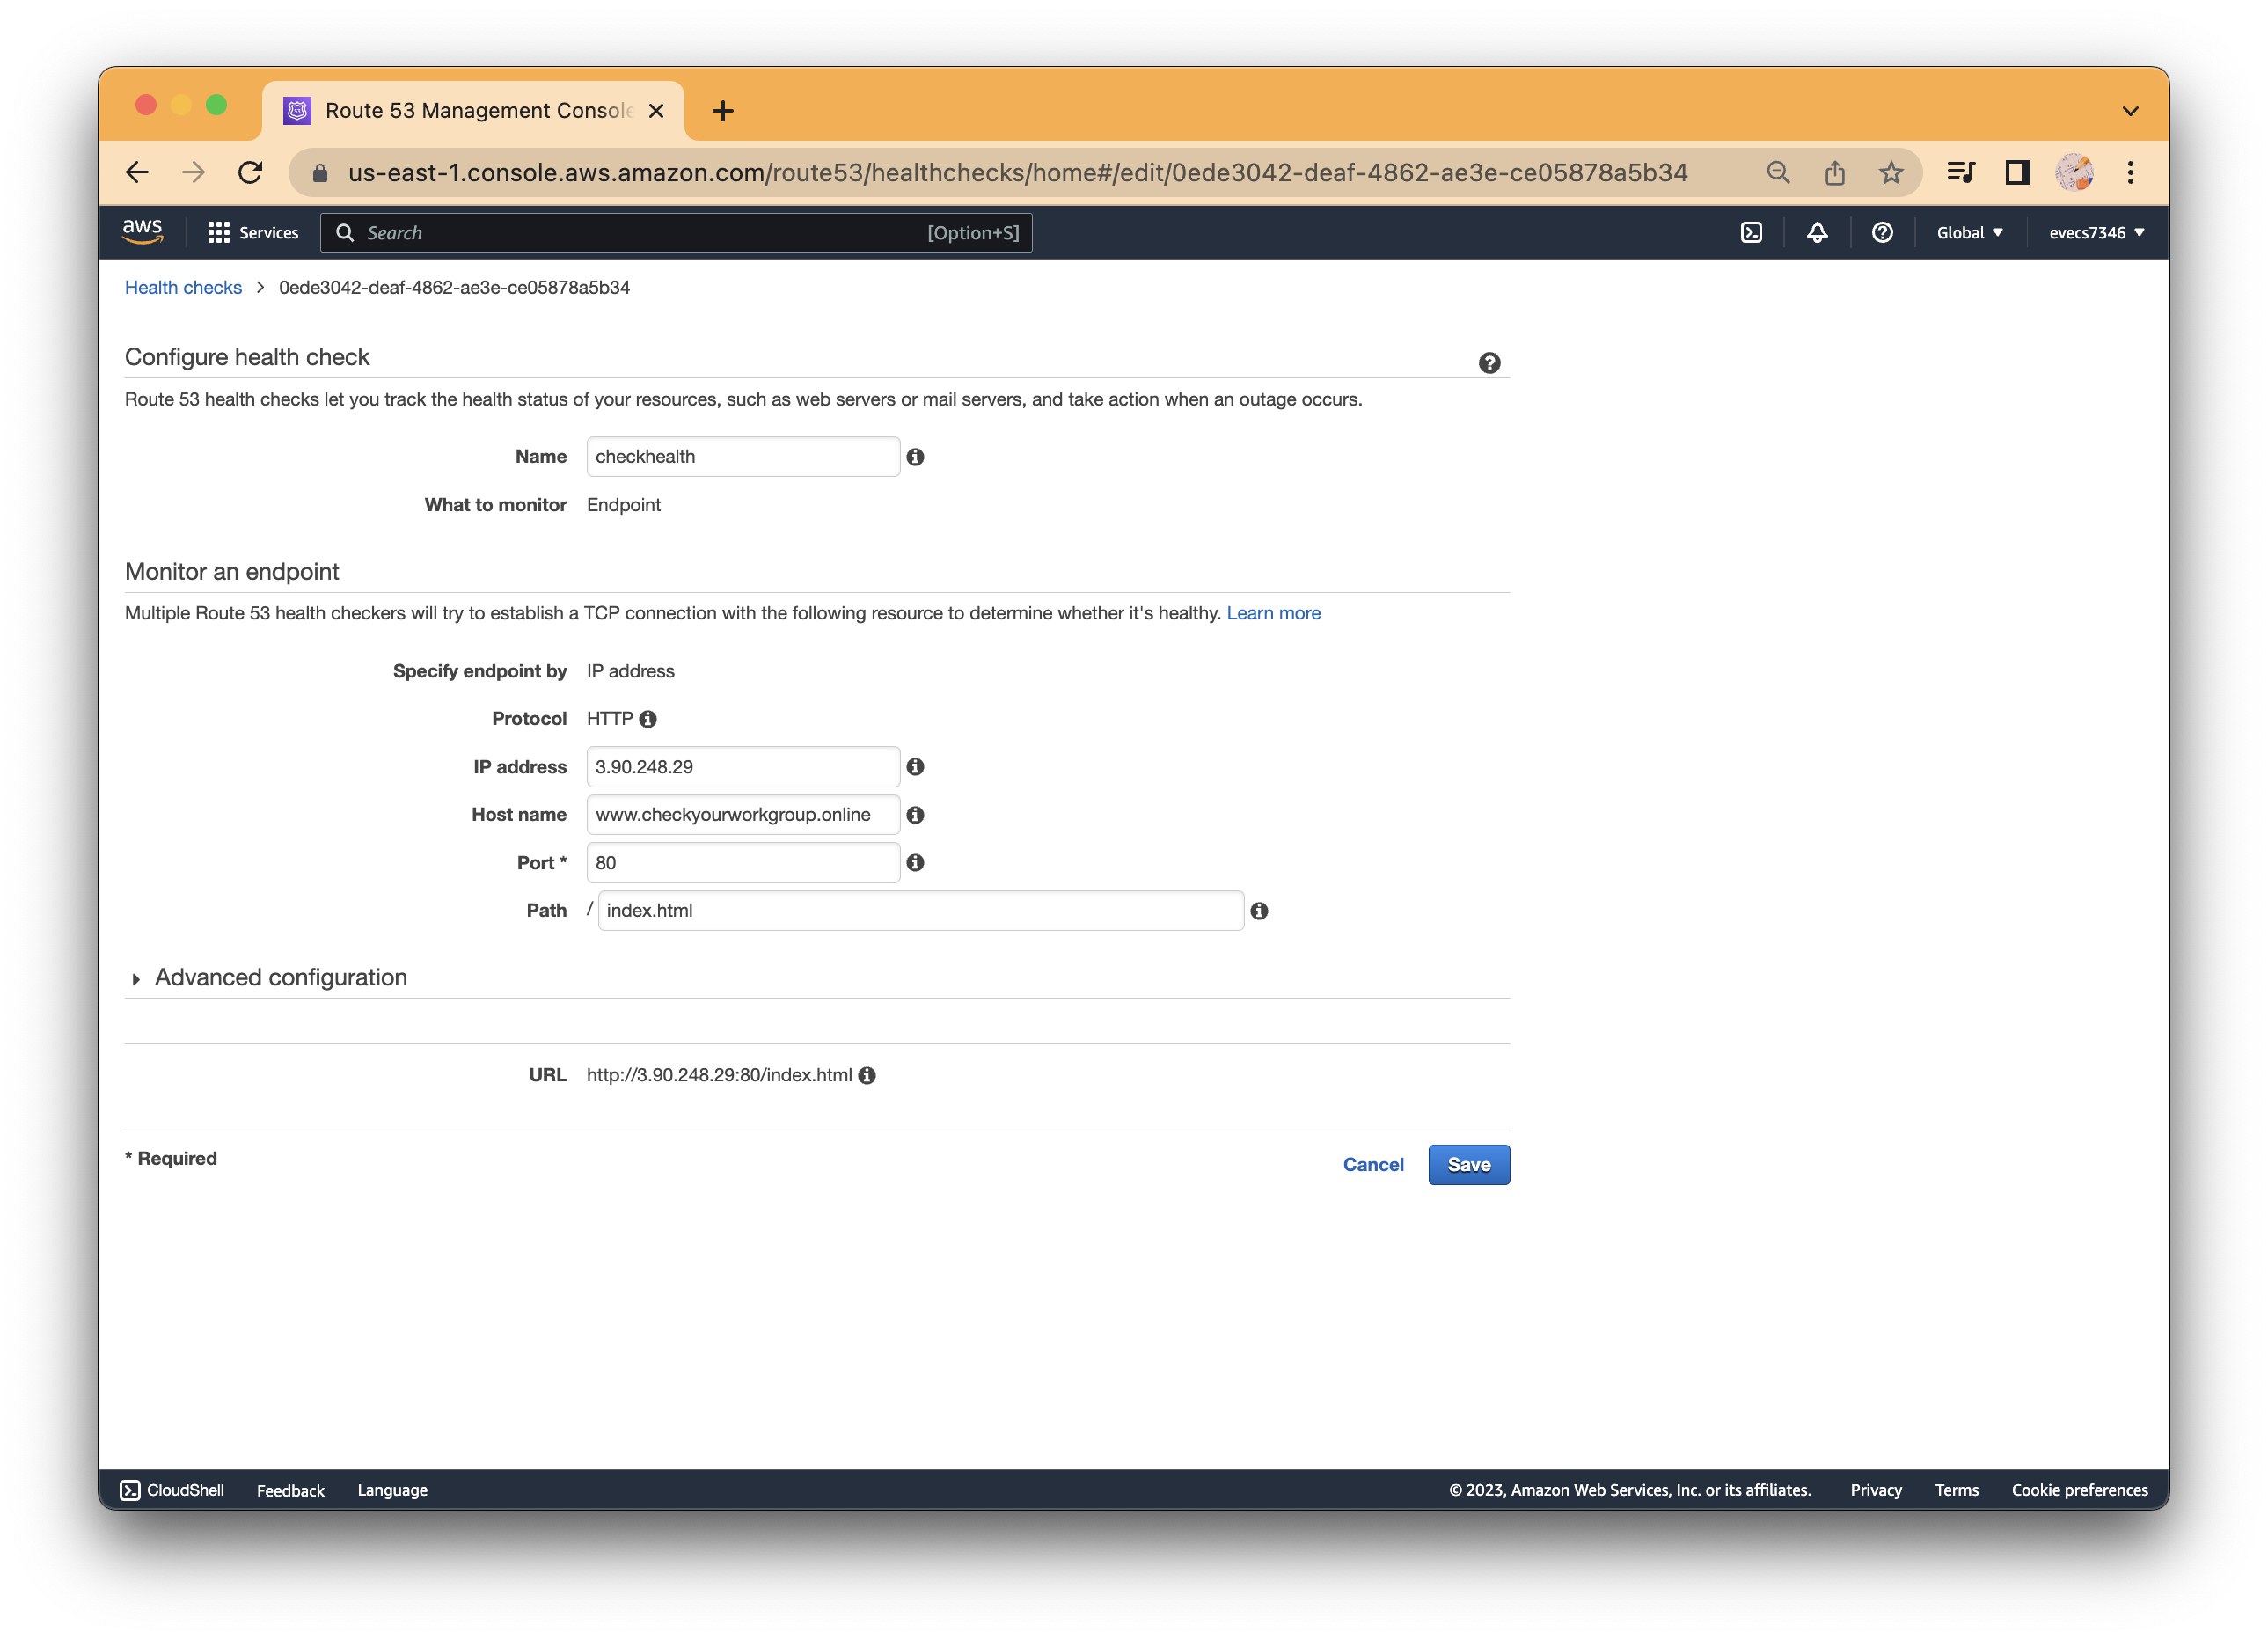 Route 53 Management Console
us-east-1.console.aws.amazon.com/route53/healthchecks/home#/edit/0ede3042-deaf-4862-ae3e-ce05878a5b34
aws Services Search [Option+S] Global evecs7346
Health checks > 0ede3042-deaf-4862-ae3e-ce05878a5b34
Configure health check
Route 53 health checks let you track the health status of your resources, such as web servers or mail servers, and take action when an outage occurs.
Name checkhealth
What to monitor Endpoint
Monitor an endpoint
Multiple Route 53 health checkers will try to establish a TCP connection with the following resource to determine whether it's healthy. Learn more
Specify endpoint by IP address
Protocol HTTP
IP address 3.90.248.29
Host name www.checkyourworkgroup.online
Port * 80
Path / index.html
Advanced configuration
URL http://3.90.248.29:80/index.html
* Required Cancel Save
CloudShell Feedback Language © 2023, Amazon Web Services, Inc. or its affiliates. Privacy Terms Cookie preferences